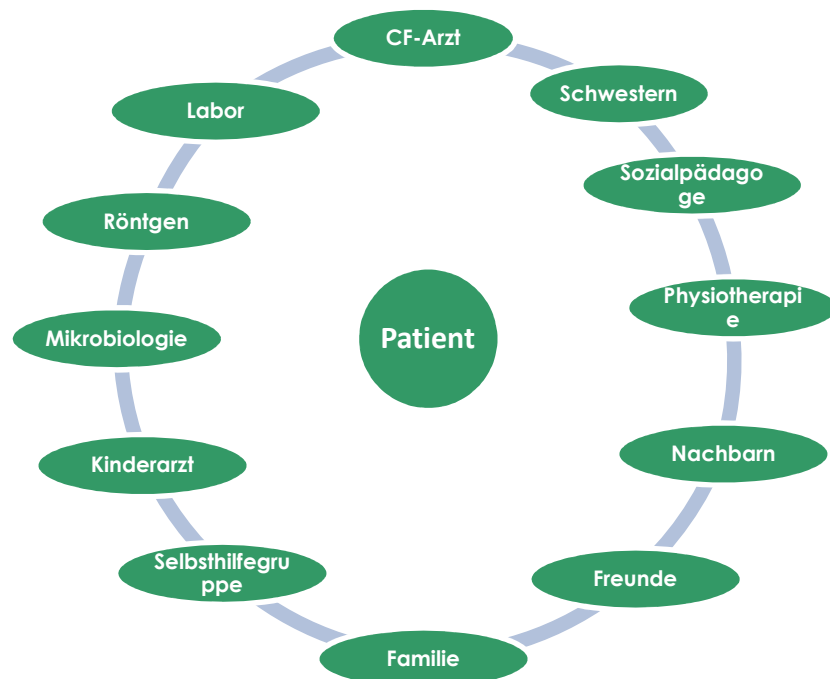 CF-Arzt
Schwestern
Sozialpädago
ge
Physiotherapi
e
Nachbarn
Freunde
Familie
Selbsthilfegru
ppe
Kinderarzt
Mikrobiologie
Röntgen
Labor
Patient